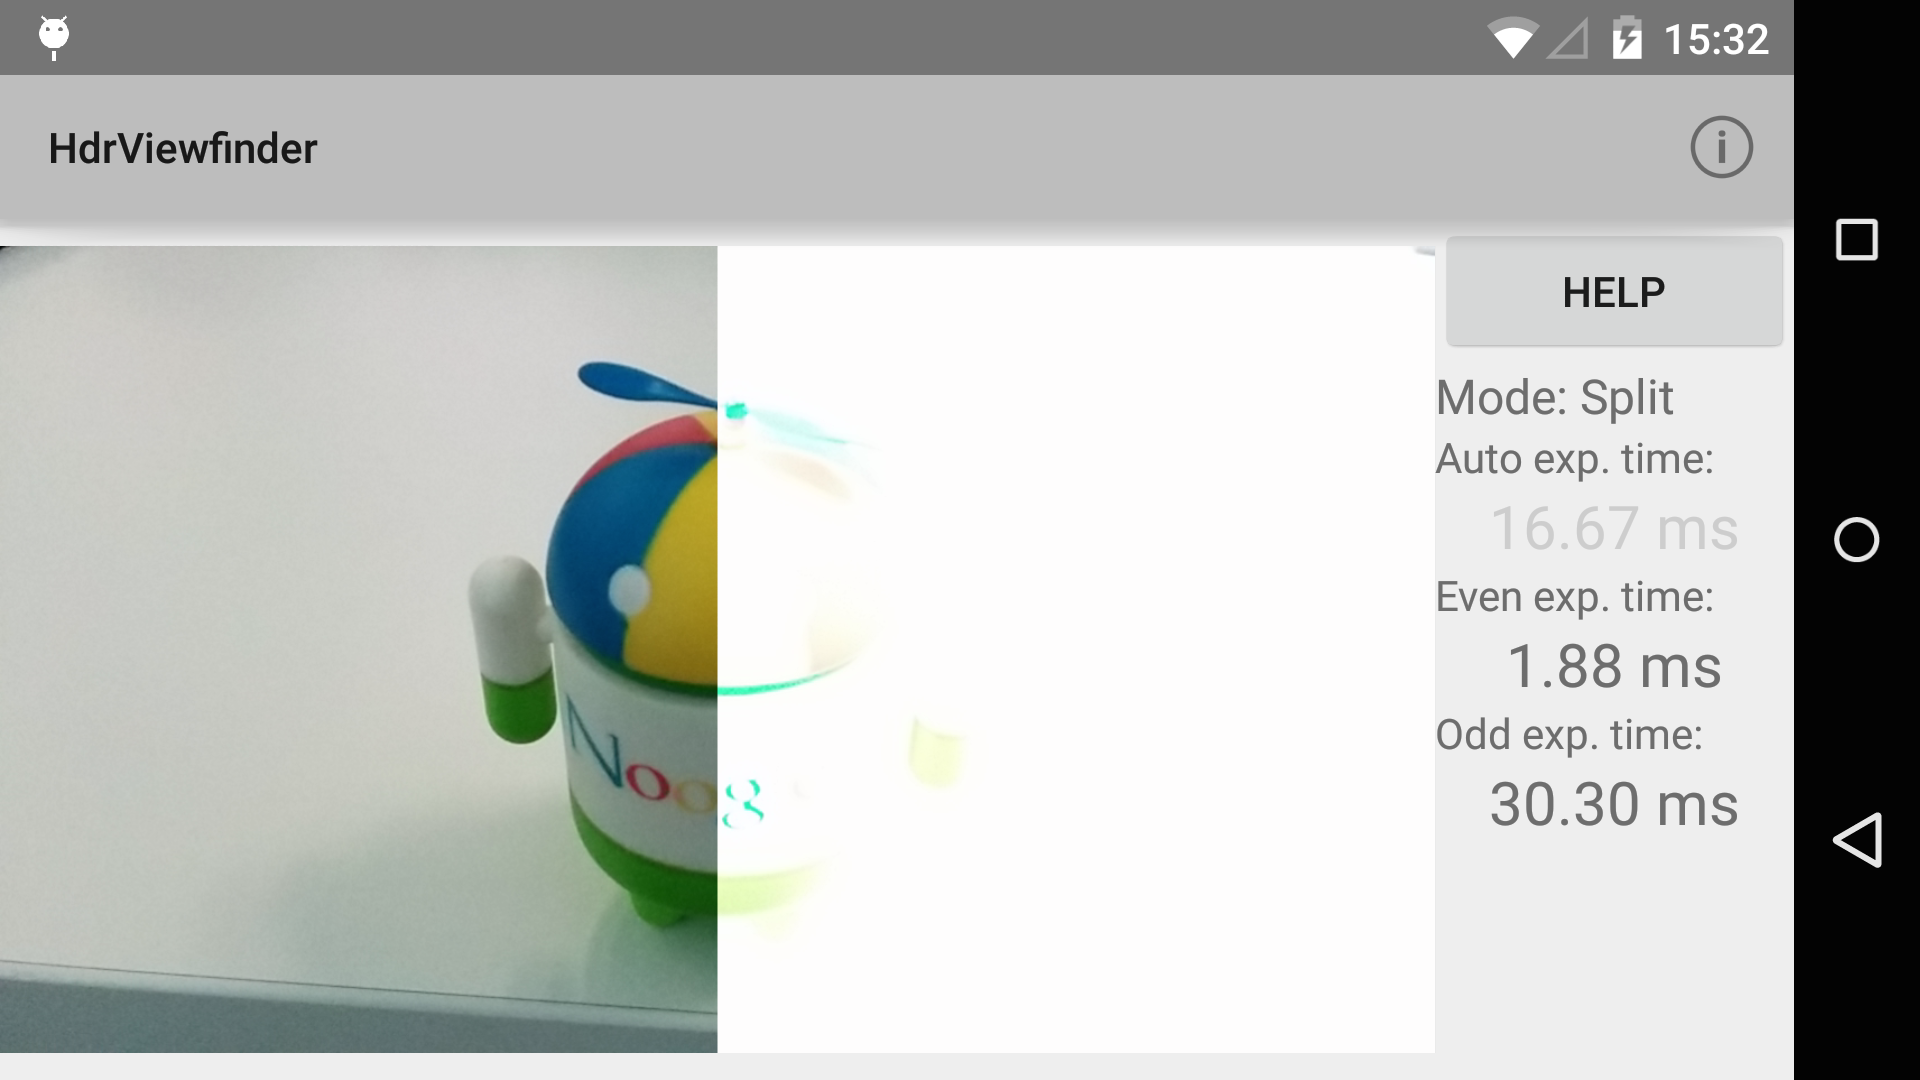 15:32
HdrViewfinder
HELP
Mode: Split
Auto exp. time:
16.67 ms
Even exp. time:
1.88 ms
Odd exp. time:
30.30 ms
Noog